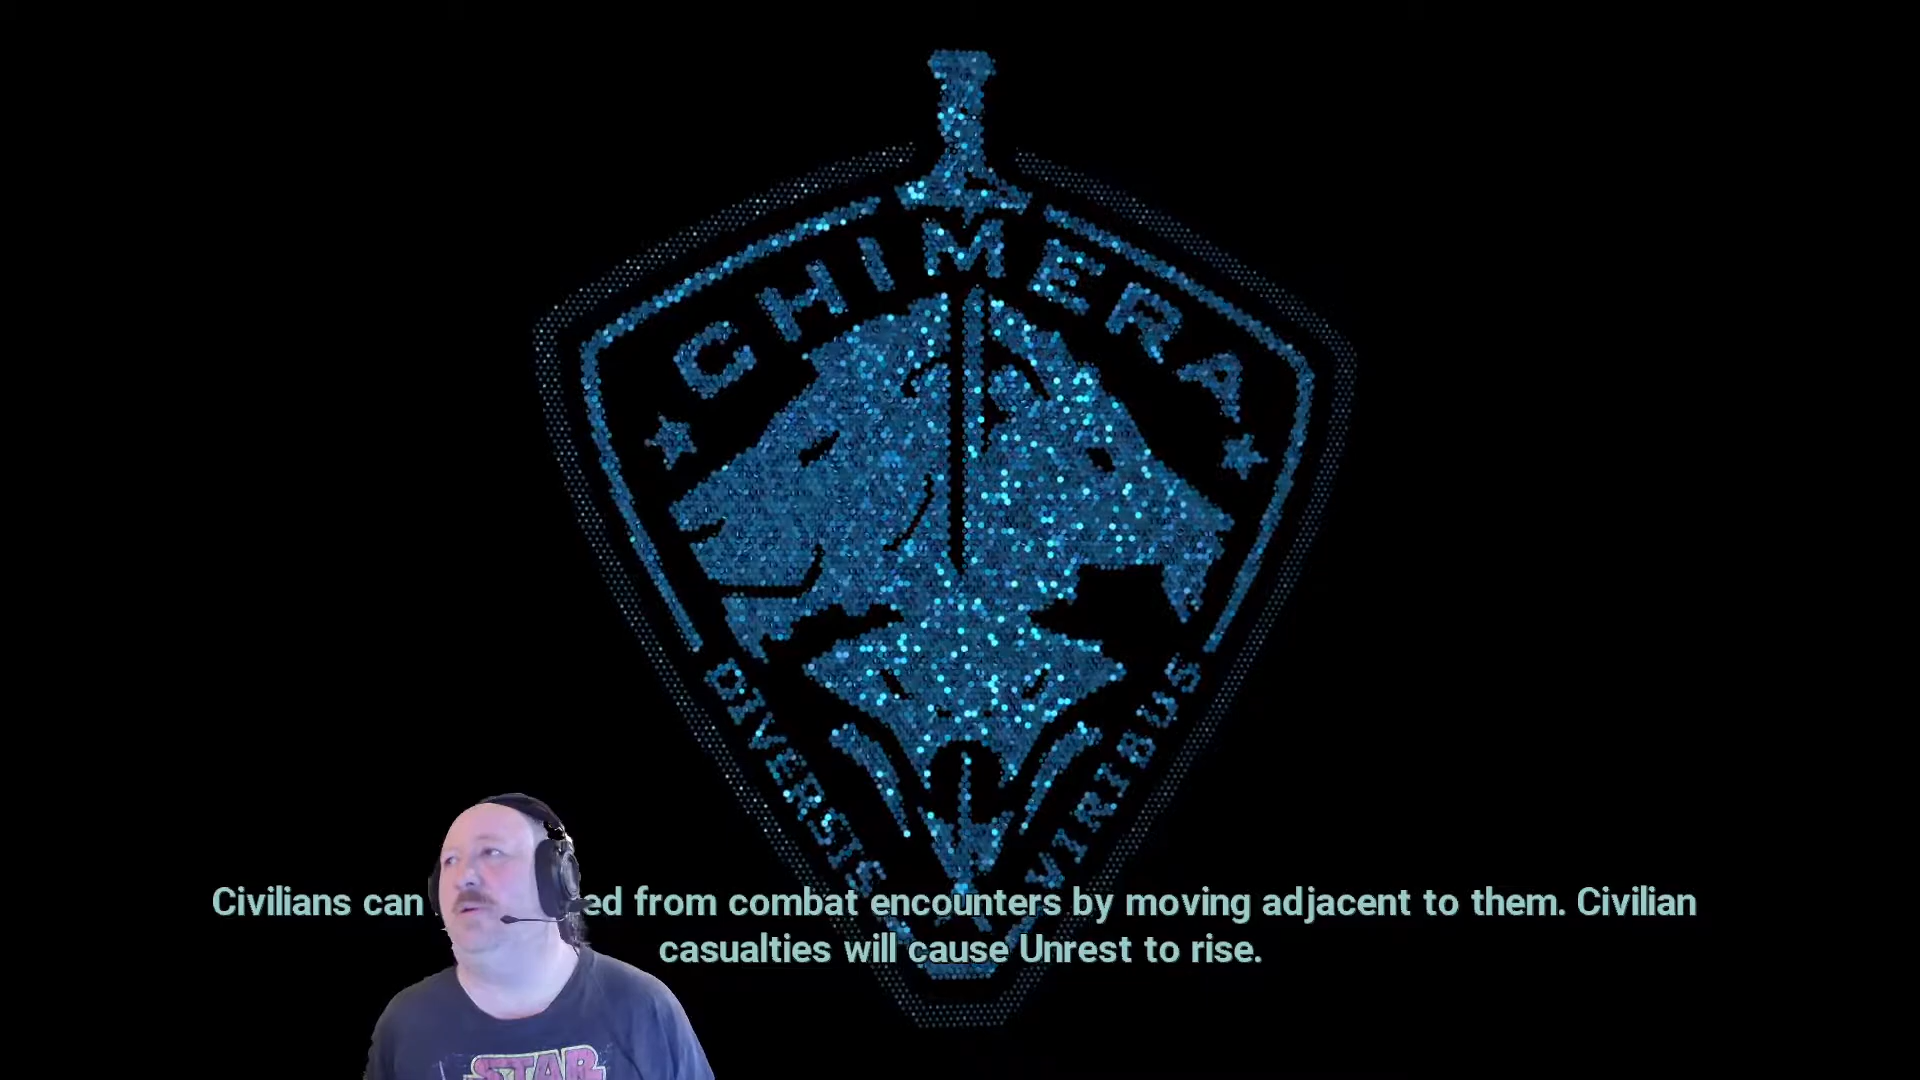 CHIMERA
DIVERSIS VIRIBUS
Civilians can ed from combat encounters by moving adjacent to them. Civilian
casualties will cause Unrest to rise.
STAR